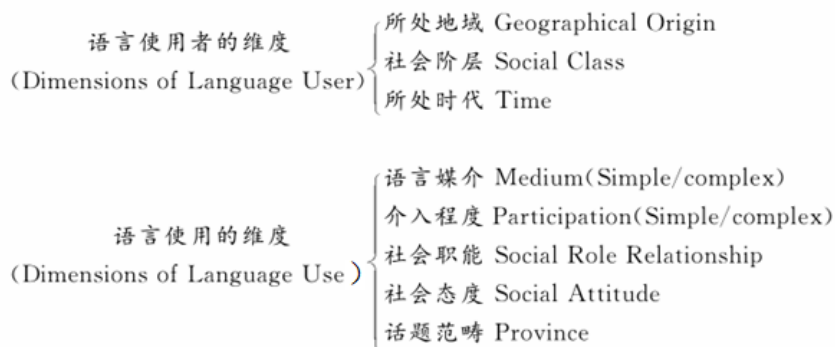 语言使用者的维度
(Dimensions of Language User)
所处地域 Geographical Origin
社会阶层 Social Class
所处时代 Time
语言使用的维度
(Dimensions of Language Use)
语言媒介 Medium(Simple/complex)
介入程度 Participation(Simple/complex)
社会职能 Social Role Relationship
社会态度 Social Attitude
话题范畴 Province